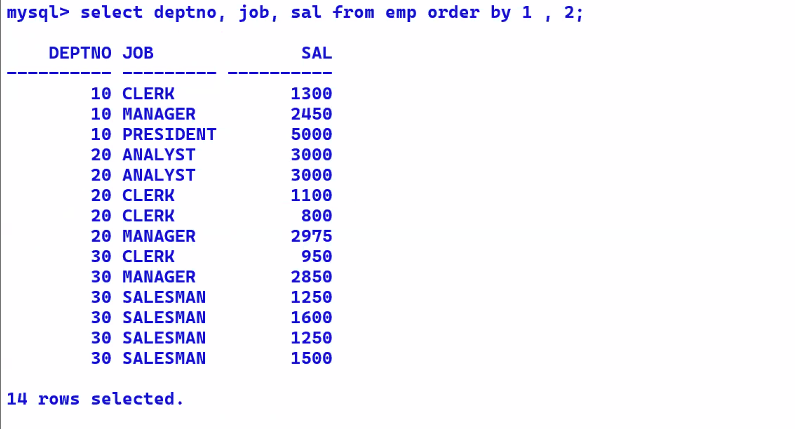 mysql> select deptno, job, sal from emp order by 1 , 2;
    DEPTNO JOB              SAL
---------- --------- ----------
        10 CLERK           1300
        10 MANAGER         2450
        10 PRESIDENT       5000
        20 ANALYST         3000
        20 ANALYST         3000
        20 CLERK           1100
        20 CLERK            800
        20 MANAGER         2975
        30 CLERK            950
        30 MANAGER         2850
        30 SALESMAN        1250
        30 SALESMAN        1600
        30 SALESMAN        1250
        30 SALESMAN        1500
14 rows selected.